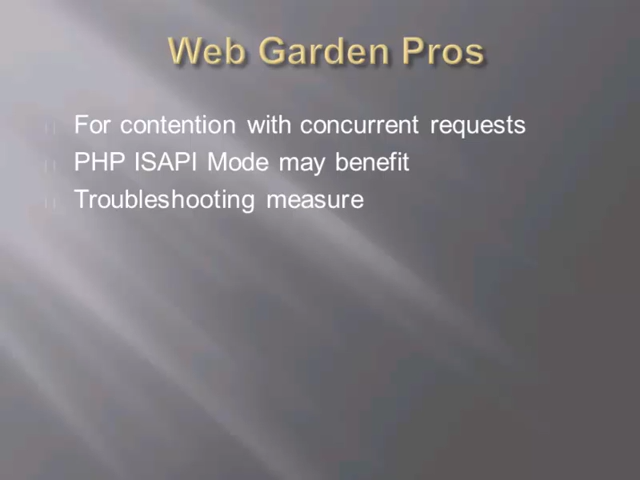 Web Garden Pros
For contention with concurrent requests
PHP ISAPI Mode may benefit
Troubleshooting measure